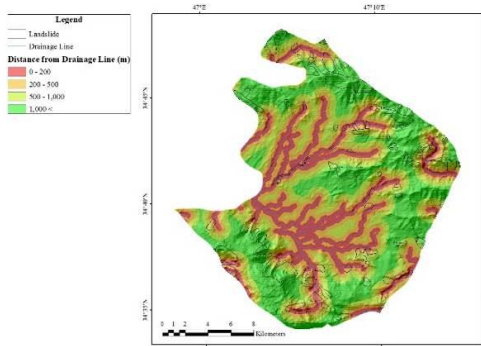 Legend
Landslide
Drainage Line
Distance from Drainage Line (m)
0 - 200
200 - 500
500 - 1,000
1,000 <
47°E
47°10'E
34°45'N
34°40'N
34°35'N
0 1 2 4 6 8
Kilometers